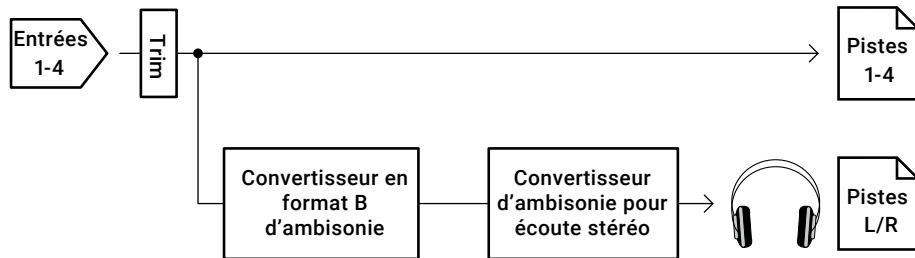 Entrées
1-4
Trim
Pistes
1-4
Convertisseur en
format B
d'ambisonie
Convertisseur
d'ambisonie pour
écoute stéréo
Pistes
L/R